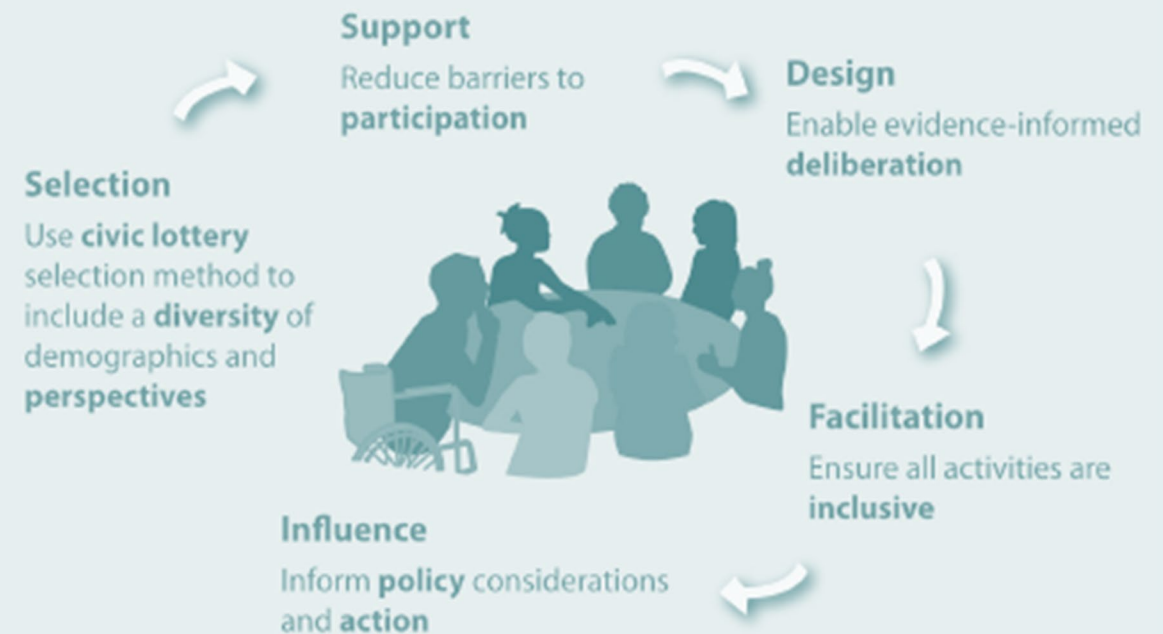 Support
Reduce barriers to
participation
Design
Enable evidence-informed
deliberation
Selection
Use civic lottery
selection method to
include a diversity of
demographics and
perspectives
Facilitation
Ensure all activities are
inclusive
Influence
Inform policy considerations
and action